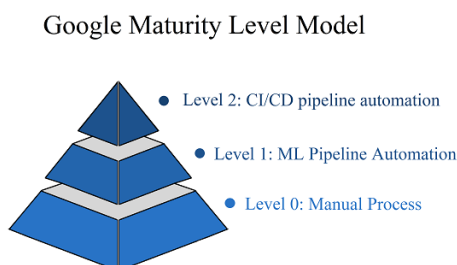 Google Maturity Level Model
Level 2: CI/CD pipeline automation
Level 1: ML Pipeline Automation
Level 0: Manual Process